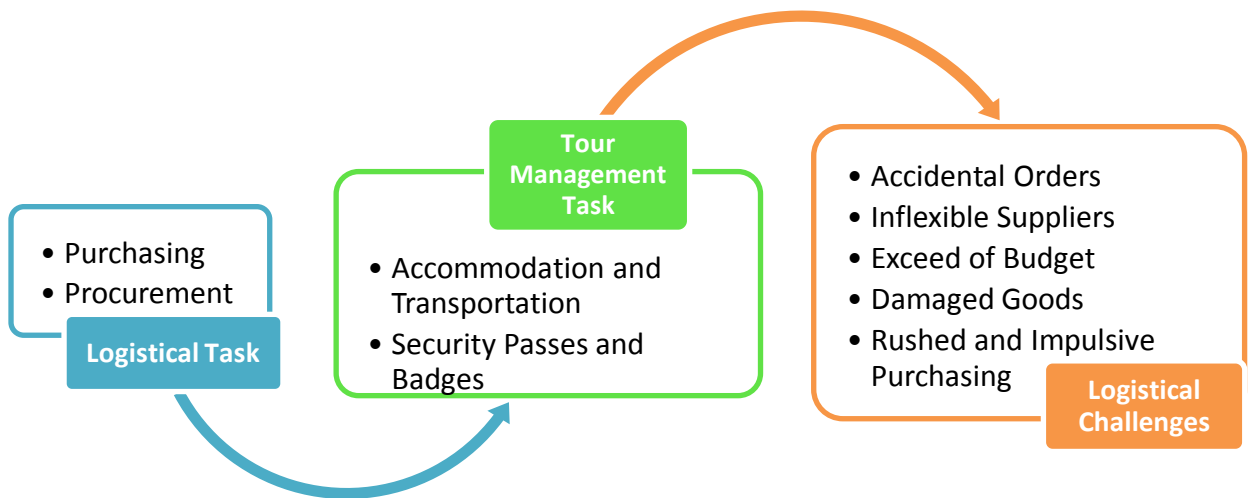 • Purchasing
• Procurement
Logistical Task
Tour
Management
Task
• Accommodation and
Transportation
• Security Passes and
Badges
• Accidental Orders
• Inflexible Suppliers
• Exceed of Budget
• Damaged Goods
• Rushed and Impulsive
Purchasing
Logistical
Challenges